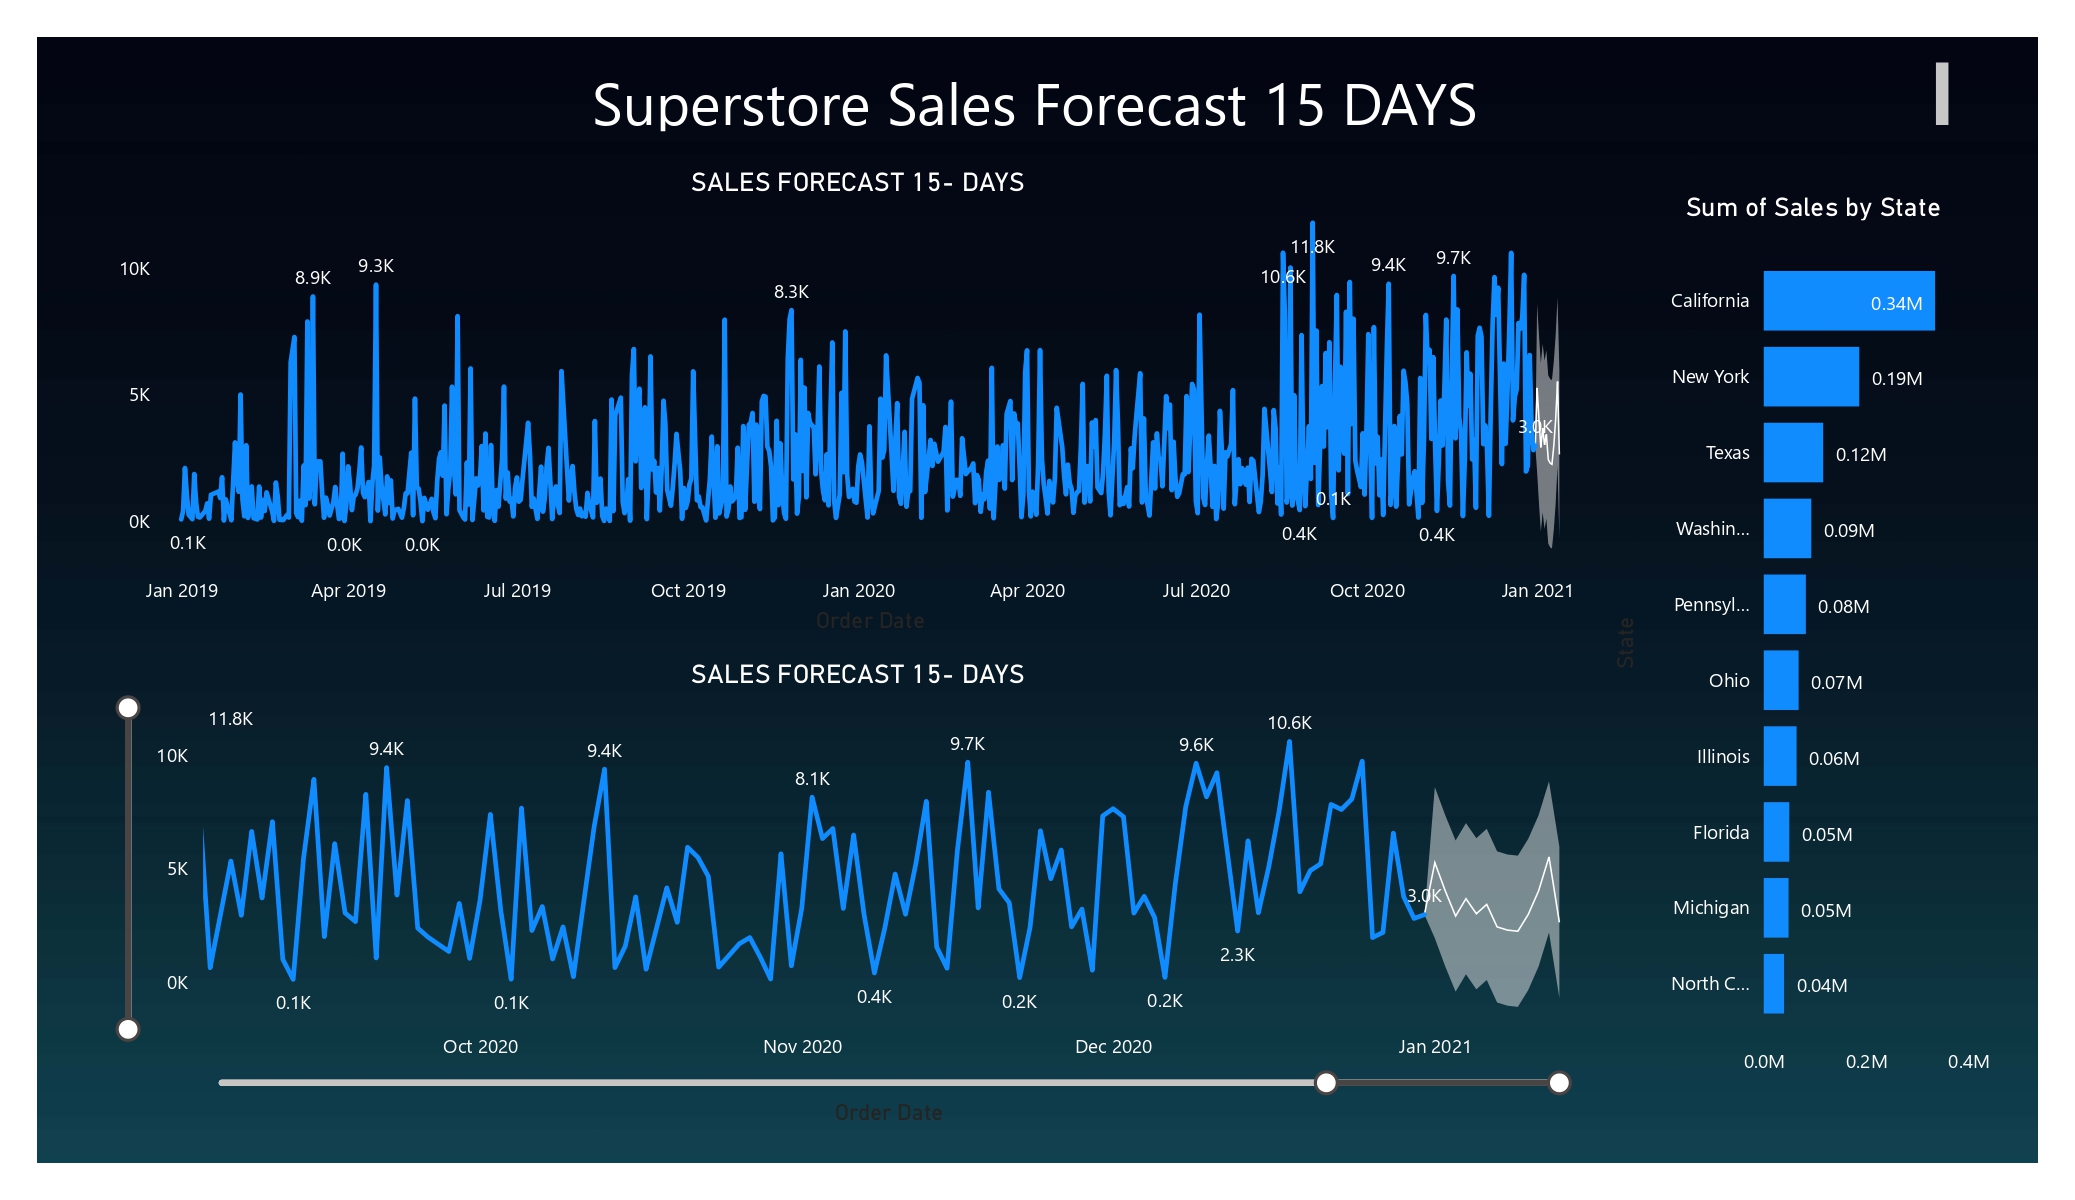 Superstore Sales Forecast 15 DAYS
SALES FORECAST 15- DAYS
10K
5K
0K
8.9K
9.3K
8.3K
11.8K
10.6K
9.4K
9.7K
3.0K
0.1K
0.0K
0.0K
0.4K
0.1K
0.4K
Jan 2019
Apr 2019
Jul 2019
Oct 2019
Jan 2020
Apr 2020
Jul 2020
Oct 2020
Jan 2021
Order Date
SALES FORECAST 15- DAYS
10K
5K
0K
11.8K
9.4K
9.4K
8.1K
9.7K
9.6K
10.6K
3.0K
2.3K
0.1K
0.1K
0.4K
0.2K
0.2K
Oct 2020
Nov 2020
Dec 2020
Jan 2021
Order Date
Sum of Sales by State
State
California 0.34M
New York 0.19M
Texas 0.12M
Washin... 0.09M
Pennsyl... 0.08M
Ohio 0.07M
Illinois 0.06M
Florida 0.05M
Michigan 0.05M
North C... 0.04M
0.0M 0.2M 0.4M